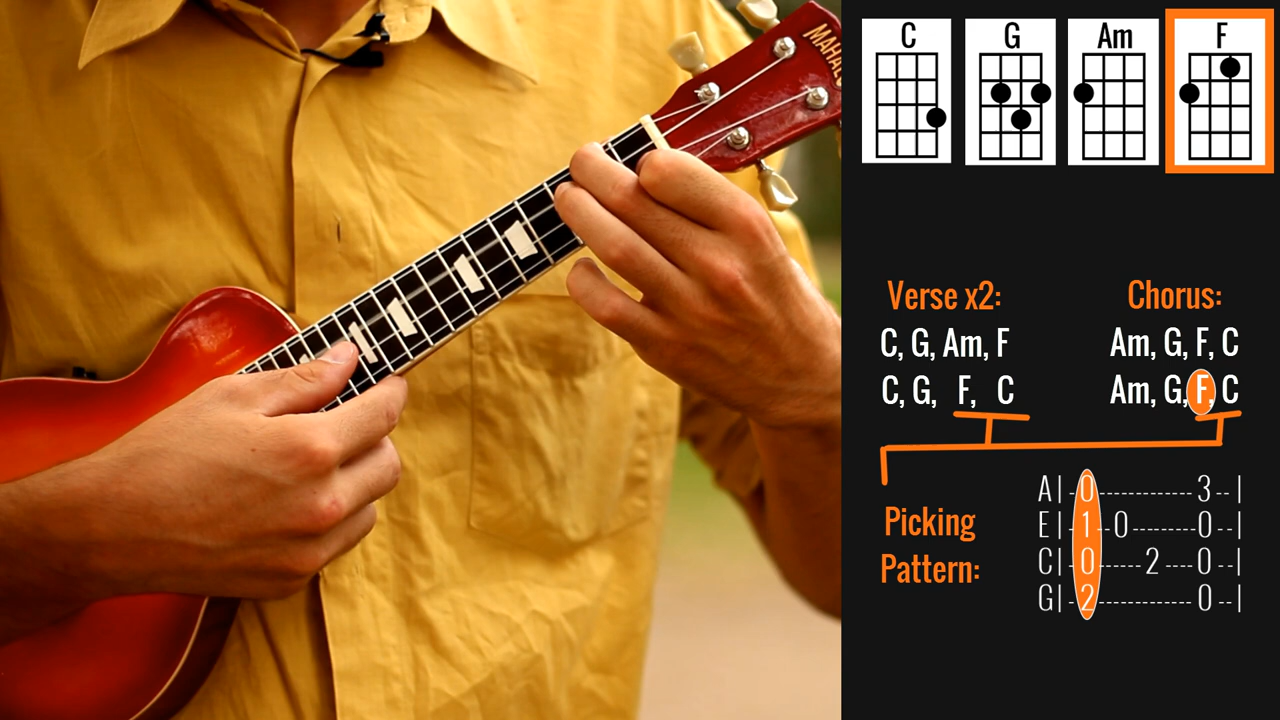 C G Am F
Verse x2: Chorus:
C, G, Am, F Am, G, F, C
C, G, F, C Am, G, F, C
Picking
Pattern:
A|-0-----------3--|
E|-1--0--------0--|
C|-0-----2-----0--|
G|-2-----------0--|